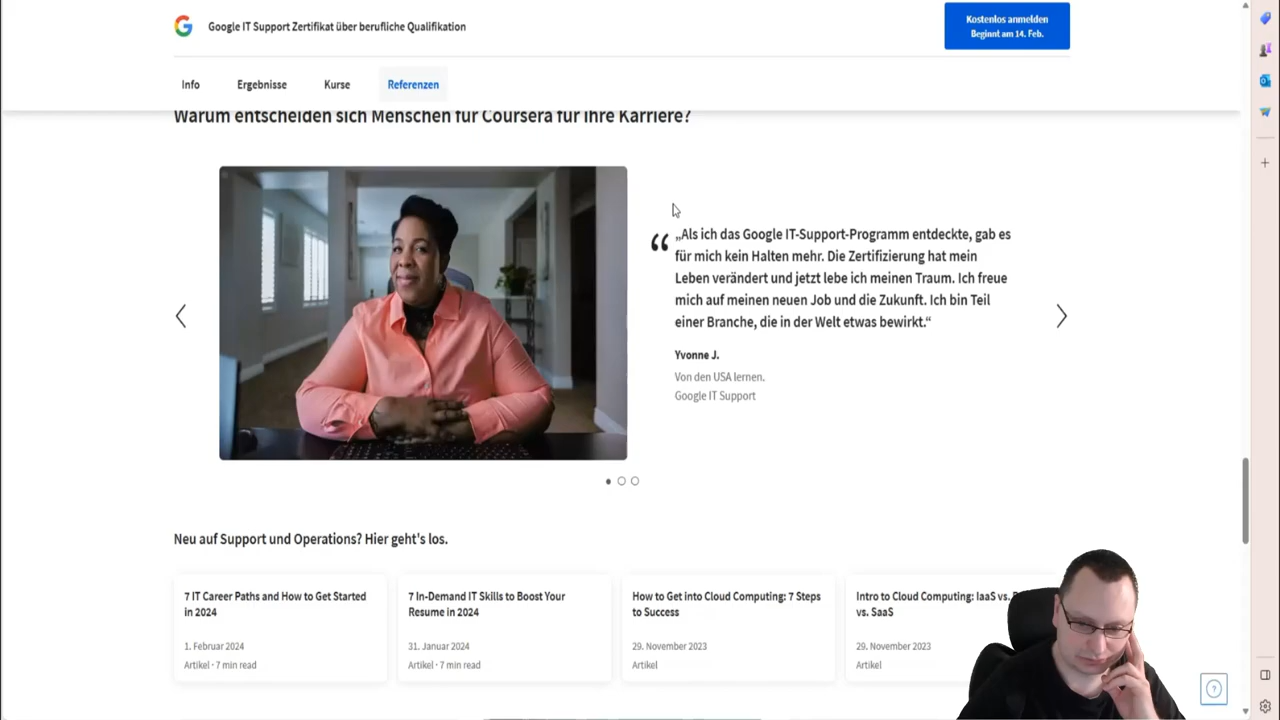 Google IT Support Zertifikat über berufliche Qualifikation
Kostenlos anmelden
Beginnt am 14. Feb.
Info
Ergebnisse
Kurse
Referenzen
Warum entscheiden sich Menschen für Coursera für ihre Karriere?
„Als ich das Google IT-Support-Programm entdeckte, gab es
für mich kein Halten mehr. Die Zertifizierung hat mein
Leben verändert und jetzt lebe ich meinen Traum. Ich freue
mich auf meinen neuen Job und die Zukunft. Ich bin Teil
einer Branche, die in der Welt etwas bewirkt.“
Yvonne J.
Von den USA lernen.
Google IT Support
Neu auf Support und Operations? Hier geht's los.
7 IT Career Paths and How to Get Started
in 2024
1. Februar 2024
Artikel · 7 min read
7 In-Demand IT Skills to Boost Your
Resume in 2024
31. Januar 2024
Artikel · 7 min read
How to Get into Cloud Computing: 7 Steps
to Success
29. November 2023
Artikel
Intro to Cloud Computing: IaaS vs.
vs. SaaS
29. November 2023
Artikel